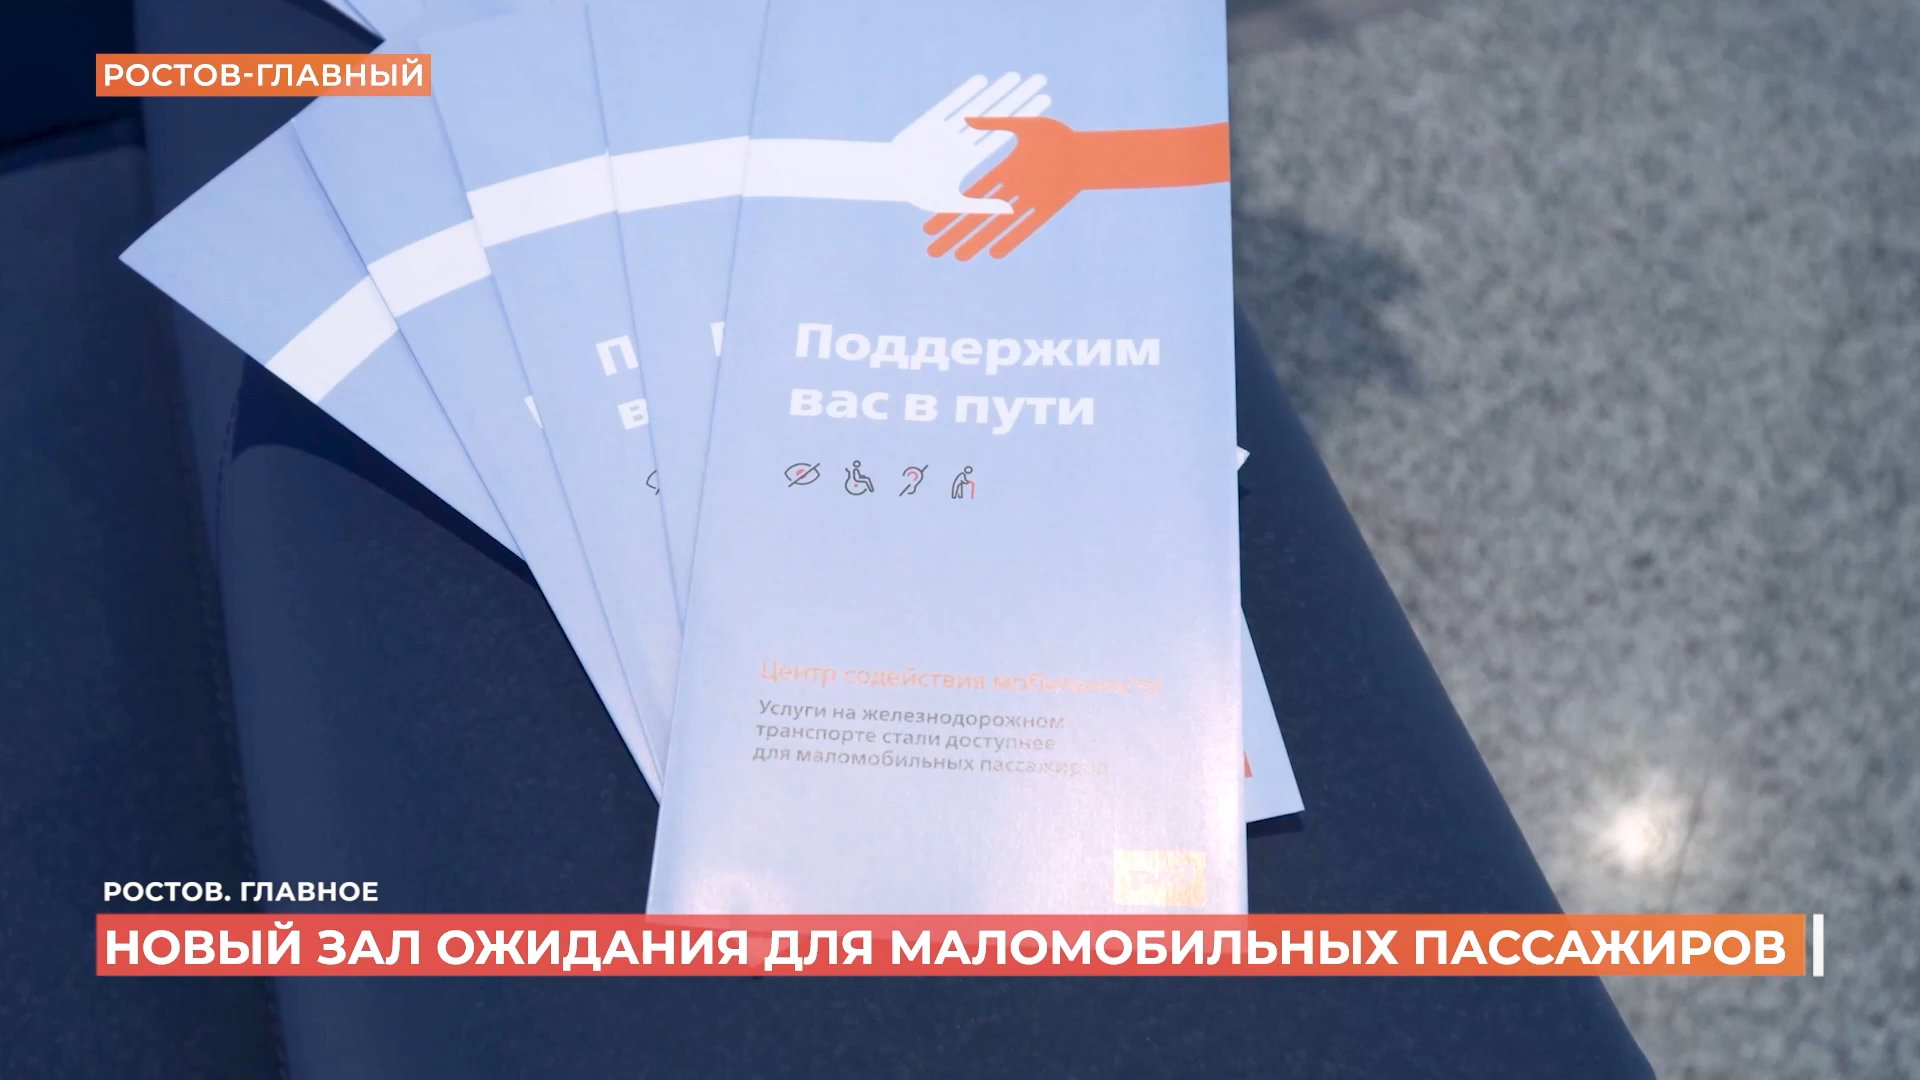 РОСТОВ-ГЛАВНЫЙ
П
в
Поддержим
вас в пути
Центр содействия мобильности
Услуги на железнодорожном
транспорте стали доступнее
для маломобильных пассажиров
РОСТОВ. ГЛАВНОЕ
НОВЫЙ ЗАЛ ОЖИДАНИЯ ДЛЯ МАЛОМОБИЛЬНЫХ ПАССАЖИРОВ